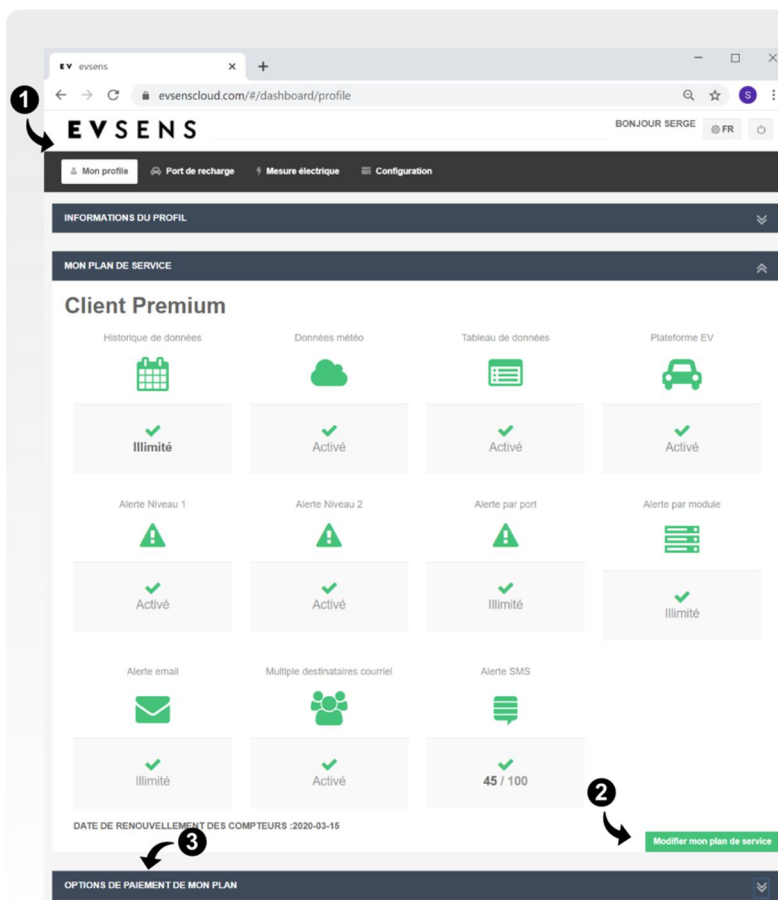 EV evsens
evsenscloud.com/#/dashboard/profile
S
1
EVSENS
BONJOUR SERGE
FR
Mon profile
Port de recharge
Mesure électrique
Configuration
INFORMATIONS DU PROFIL
MON PLAN DE SERVICE
Client Premium
Historique de données
Données météo
Tableau de données
Plateforme EV
Illimité
Activé
Activé
Activé
Alerte Niveau 1
Alerte Niveau 2
Alerte par port
Alerte par module
Activé
Activé
Illimité
Illimité
Alerte email
Multiple destinataires courriel
Alerte SMS
Illimité
Activé
45 / 100
2
DATE DE RENOUVELLEMENT DES COMPTEURS :2020-03-15
3
Modifier mon plan de service
OPTIONS DE PAIEMENT DE MON PLAN